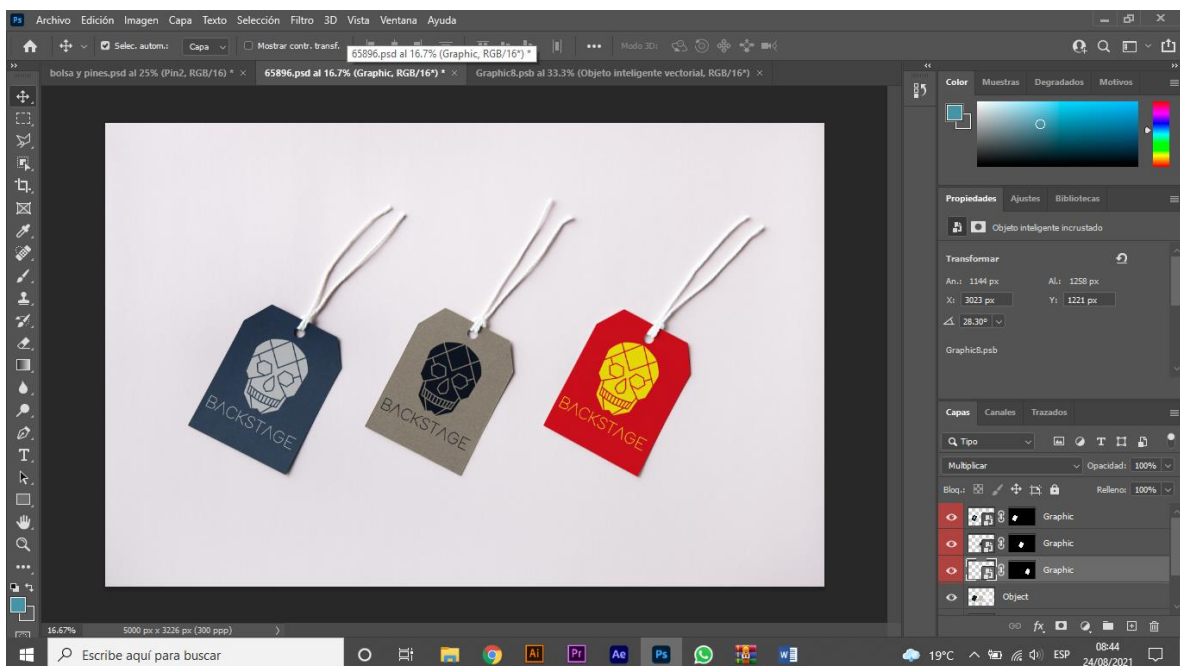 Ps Archivo Edición Imagen Capa Texto Selección Filtro 3D Vista Ventana Ayuda
Selec. autom.: Capa Mostrar contr. transf. Modo 3D:
65896.psd al 16.7% (Graphic, RGB/16*) *
bolsa y pines.psd al 25% (Pin2, RGB/16) * × 65896.psd al 16.7% (Graphic, RGB/16*) * × Graphic8.psb al 33.3% (Objeto inteligente vectorial, RGB/16*) ×
Color Muestras Degradados Motivos
Propiedades Ajustes Bibliotecas
Objeto inteligente incrustado
Transformar
An.: 1144 px Al.: 1258 px
X: 3023 px Y: 1221 px
28.30°
Graphic8.psb
BACKSTAGE
BACKSTAGE
BACKSTAGE
Capas Canales Trazados
Tipo
Multiplicar Opacidad: 100%
Bloq.: Relleno: 100%
Graphic
Graphic
Graphic
Object
fx
16.67% 5000 px x 3226 px (300 ppp)
Escribe aquí para buscar
Ai Pr Ae Ps
19°C ESP
08:44
24/08/2021